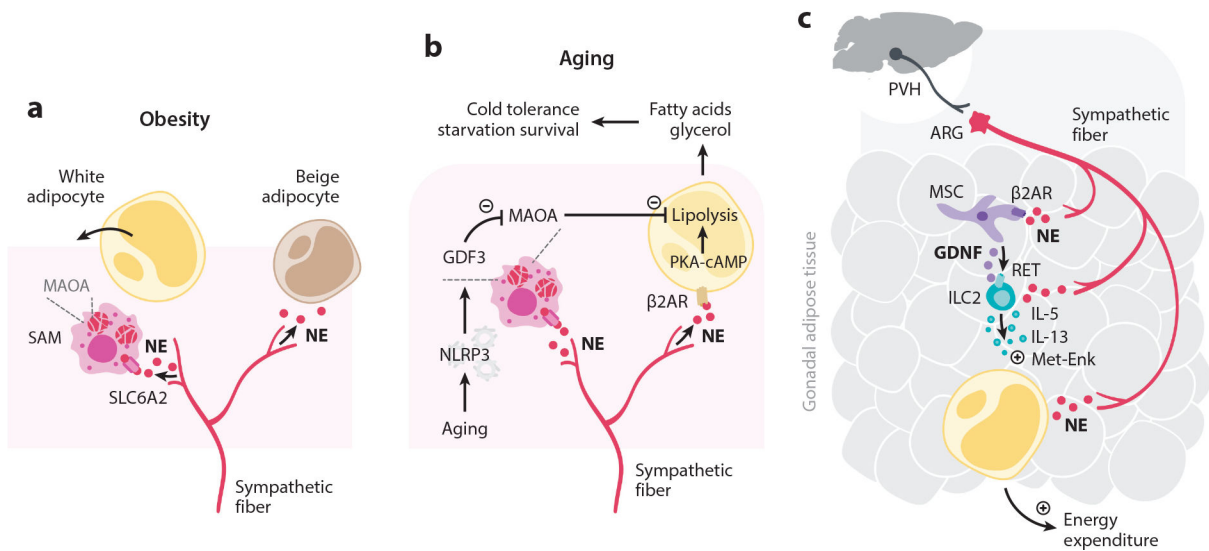 a
Obesity
White
adipocyte
Beige
adipocyte
MAOA
SAM
NE
NE
SLC6A2
Sympathetic
fiber
b
Aging
Cold tolerance
starvation survival
Fatty acids
glycerol
⊖
MAOA
⊖
Lipolysis
GDF3
PKA-cAMP
β2AR
NLRP3
NE
NE
Aging
Sympathetic
fiber
c
PVH
ARG
Sympathetic
fiber
MSC
β2AR
NE
GDNF
RET
ILC2
IL-5
IL-13
⊕ Met-Enk
NE
Gonadal adipose tissue
⊕
Energy
expenditure